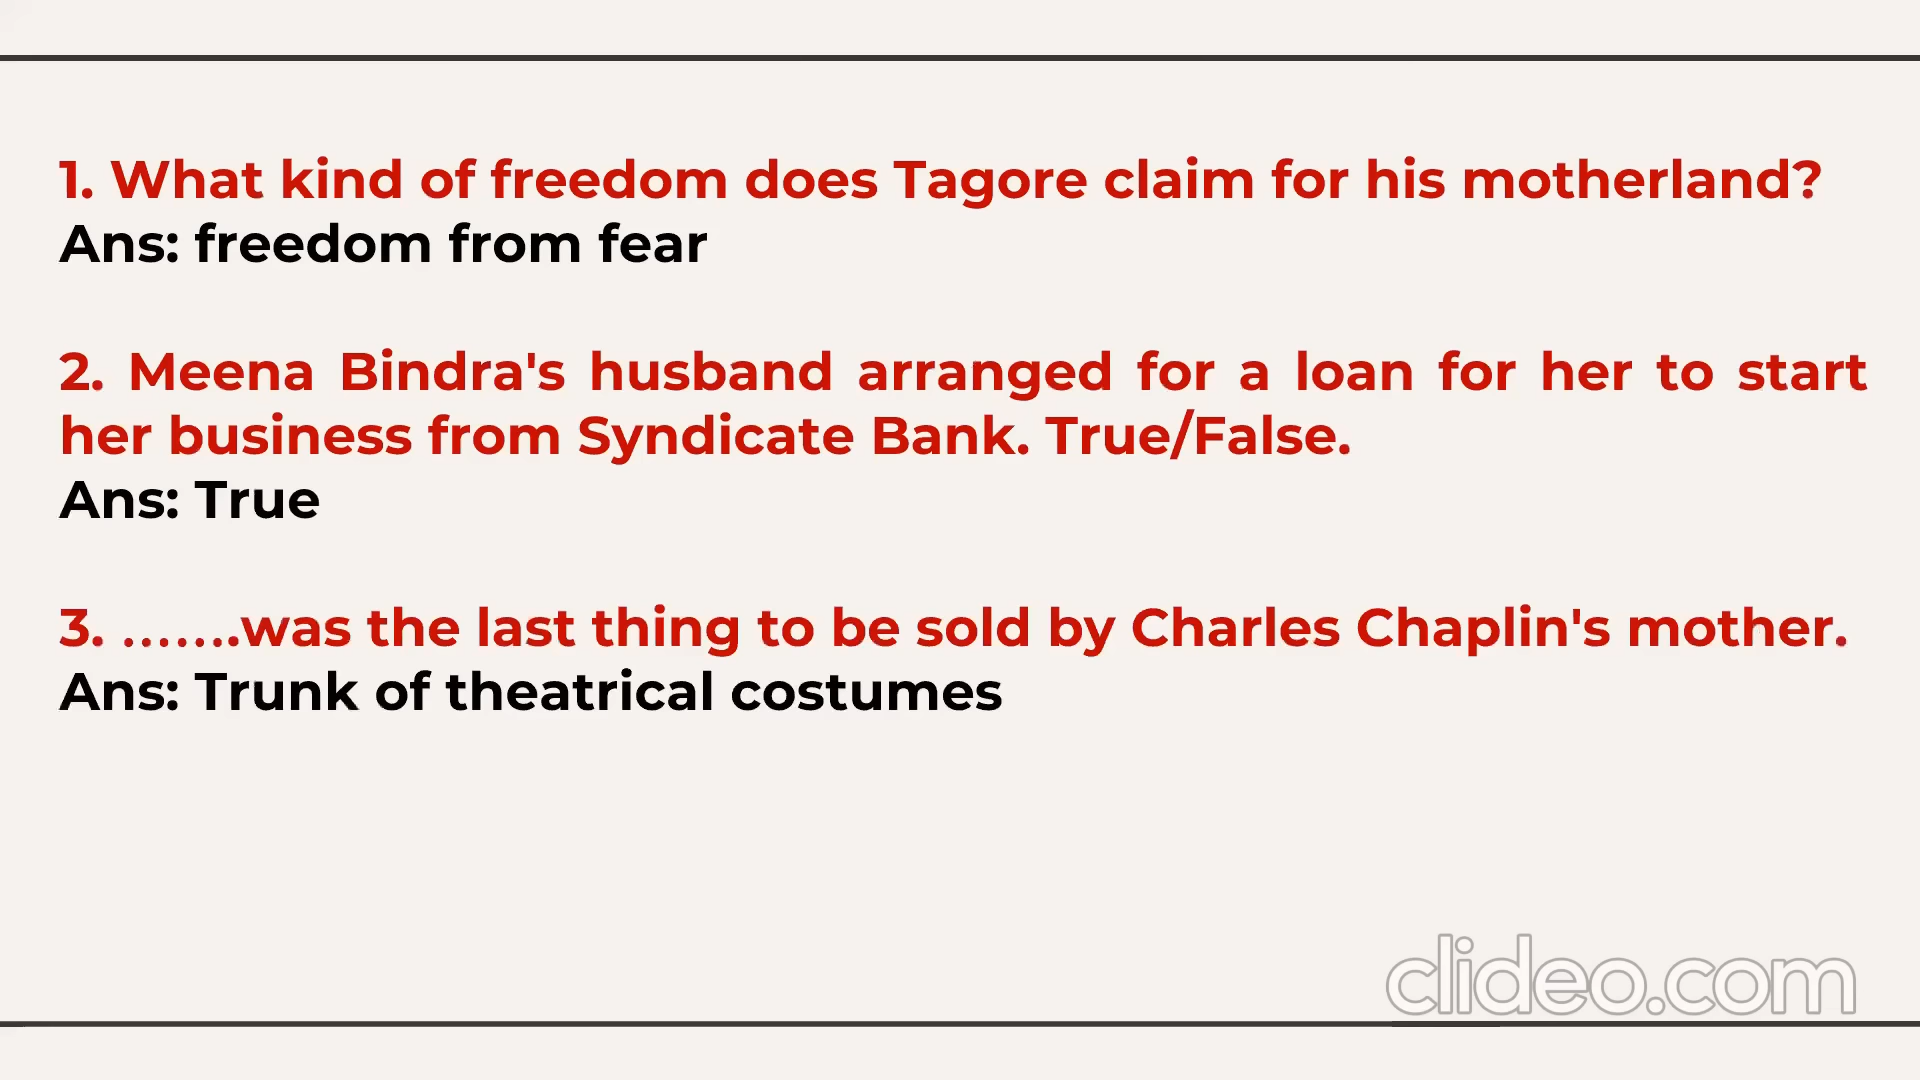 1. What kind of freedom does Tagore claim for his motherland?
Ans: freedom from fear
2. Meena Bindra's husband arranged for a loan for her to start
her business from Syndicate Bank. True/False.
Ans: True
3. …….was the last thing to be sold by Charles Chaplin's mother.
Ans: Trunk of theatrical costumes
clideo.com